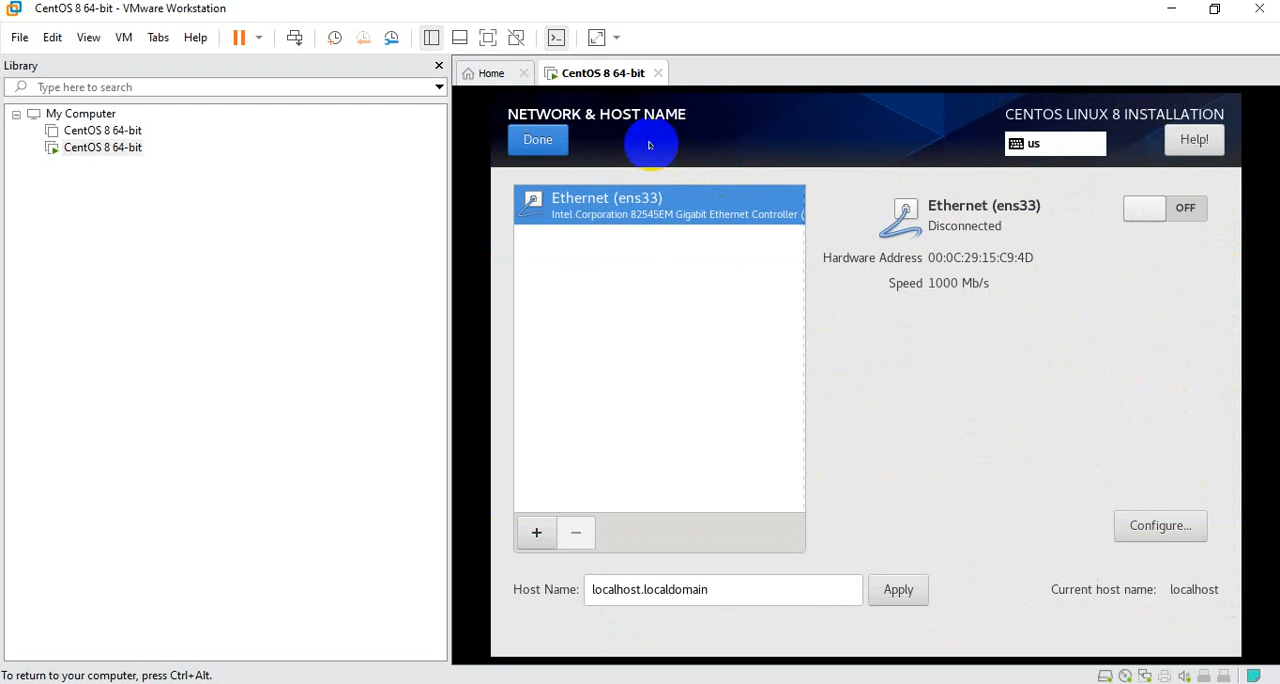 CentOS 8 64-bit - VMware Workstation
File Edit View VM Tabs Help
Library
Type here to search
My Computer
CentOS 8 64-bit
CentOS 8 64-bit
Home
CentOS 8 64-bit
NETWORK & HOST NAME
Done
CENTOS LINUX 8 INSTALLATION
us
Help!
Ethernet (ens33)
Intel Corporation 82545EM Gigabit Ethernet Controller (
Ethernet (ens33)
Disconnected
OFF
Hardware Address 00:0C:29:15:C9:4D
Speed 1000 Mb/s
+ −
Configure...
Host Name: localhost.localdomain Apply
Current host name: localhost
To return to your computer, press Ctrl+Alt.